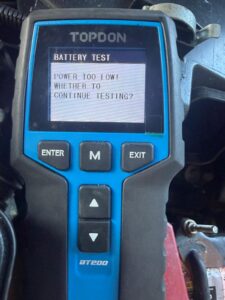 TOPDON
BATTERY TEST
POWER TOO LOW!
WHETHER TO
CONTINUE TESTING?
ENTER
M
EXIT
BT200